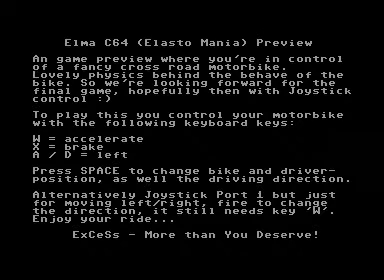 Elma C64 (Elasto Mania) Preview
An game preview where you're in control
of a fancy cross road motorbike.
Lovely physics behind the behave of the
bike. So we're looking forward for the
final game, hopefully then with Joystick
control :)
To play this you control your motorbike
with the following keyboard keys:
W = accelerate
X = brake
A / D = left
Press SPACE to change bike and driver-
position, as well the driving direction.
Alternatively Joystick Port 1 but just
for moving left/right, fire to change
the direction, it still needs key 'W'.
Enjoy your ride...
ExCeSs - More than You Deserve!